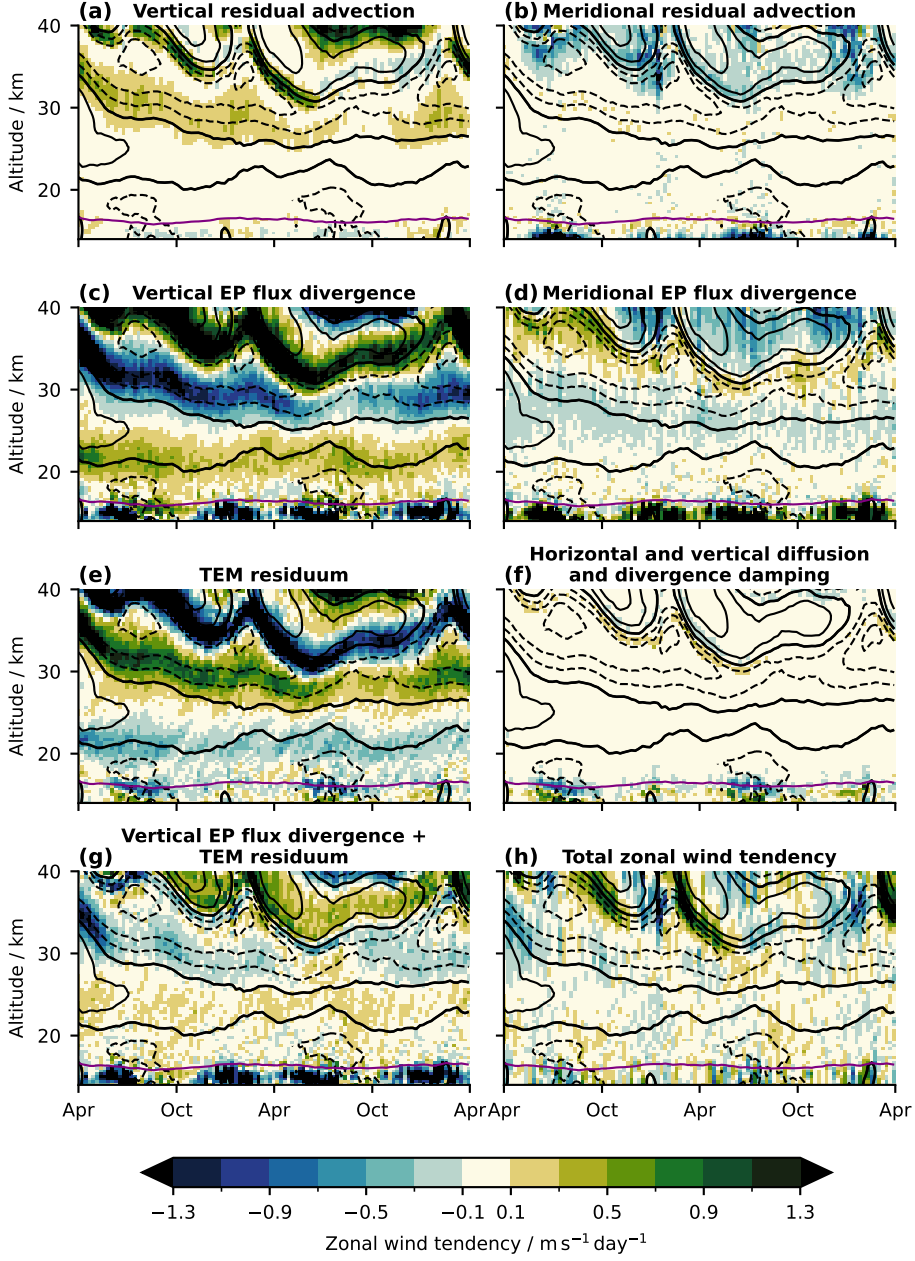 (a) Vertical residual advection
(b) Meridional residual advection
40
30
20
Altitude / km
(c) Vertical EP flux divergence
(d) Meridional EP flux divergence
40
30
20
Altitude / km
(e) TEM residuum
(f) Horizontal and vertical diffusion
and divergence damping
40
30
20
Altitude / km
(g) Vertical EP flux divergence +
TEM residuum
(h) Total zonal wind tendency
40
30
20
Altitude / km
Apr Oct Apr Oct Apr
Apr Oct Apr Oct Apr
−1.3 −0.9 −0.5 −0.1 0.1 0.5 0.9 1.3
Zonal wind tendency / m s⁻¹ day⁻¹